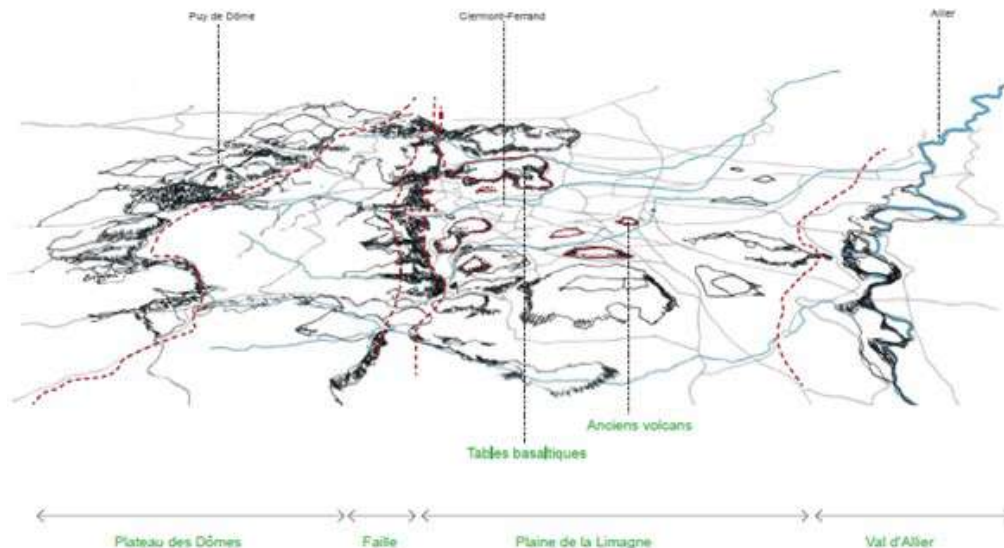 Puy de Dôme
Clermont-Ferrand
Allier
Anciens volcans
Tables basaltiques
Plateau des Dômes
Faille
Plaine de la Limagne
Val d'Allier